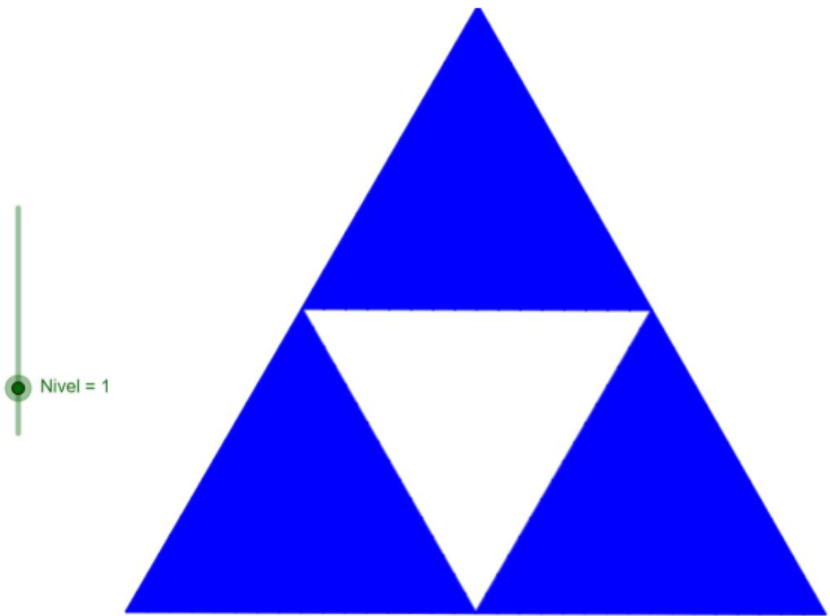 Nivel = 1